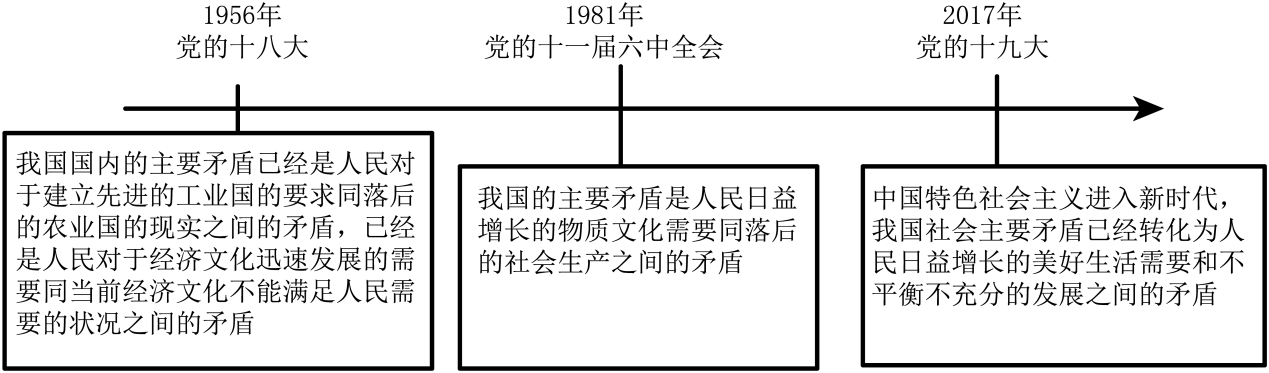 1956年
党的十八大
我国国内的主要矛盾已经是人民对
于建立先进的工业国的要求同落后
的农业国的现实之间的矛盾，已经
是人民对于经济文化迅速发展的需
要同当前经济文化不能满足人民需
要的状况之间的矛盾
1981年
党的十一届六中全会
我国的主要矛盾是人民日益
增长的物质文化需要同落后
的社会生产之间的矛盾
2017年
党的十九大
中国特色社会主义进入新时代，
我国社会主要矛盾已经转化为人
民日益增长的美好生活需要和不
平衡不充分的发展之间的矛盾